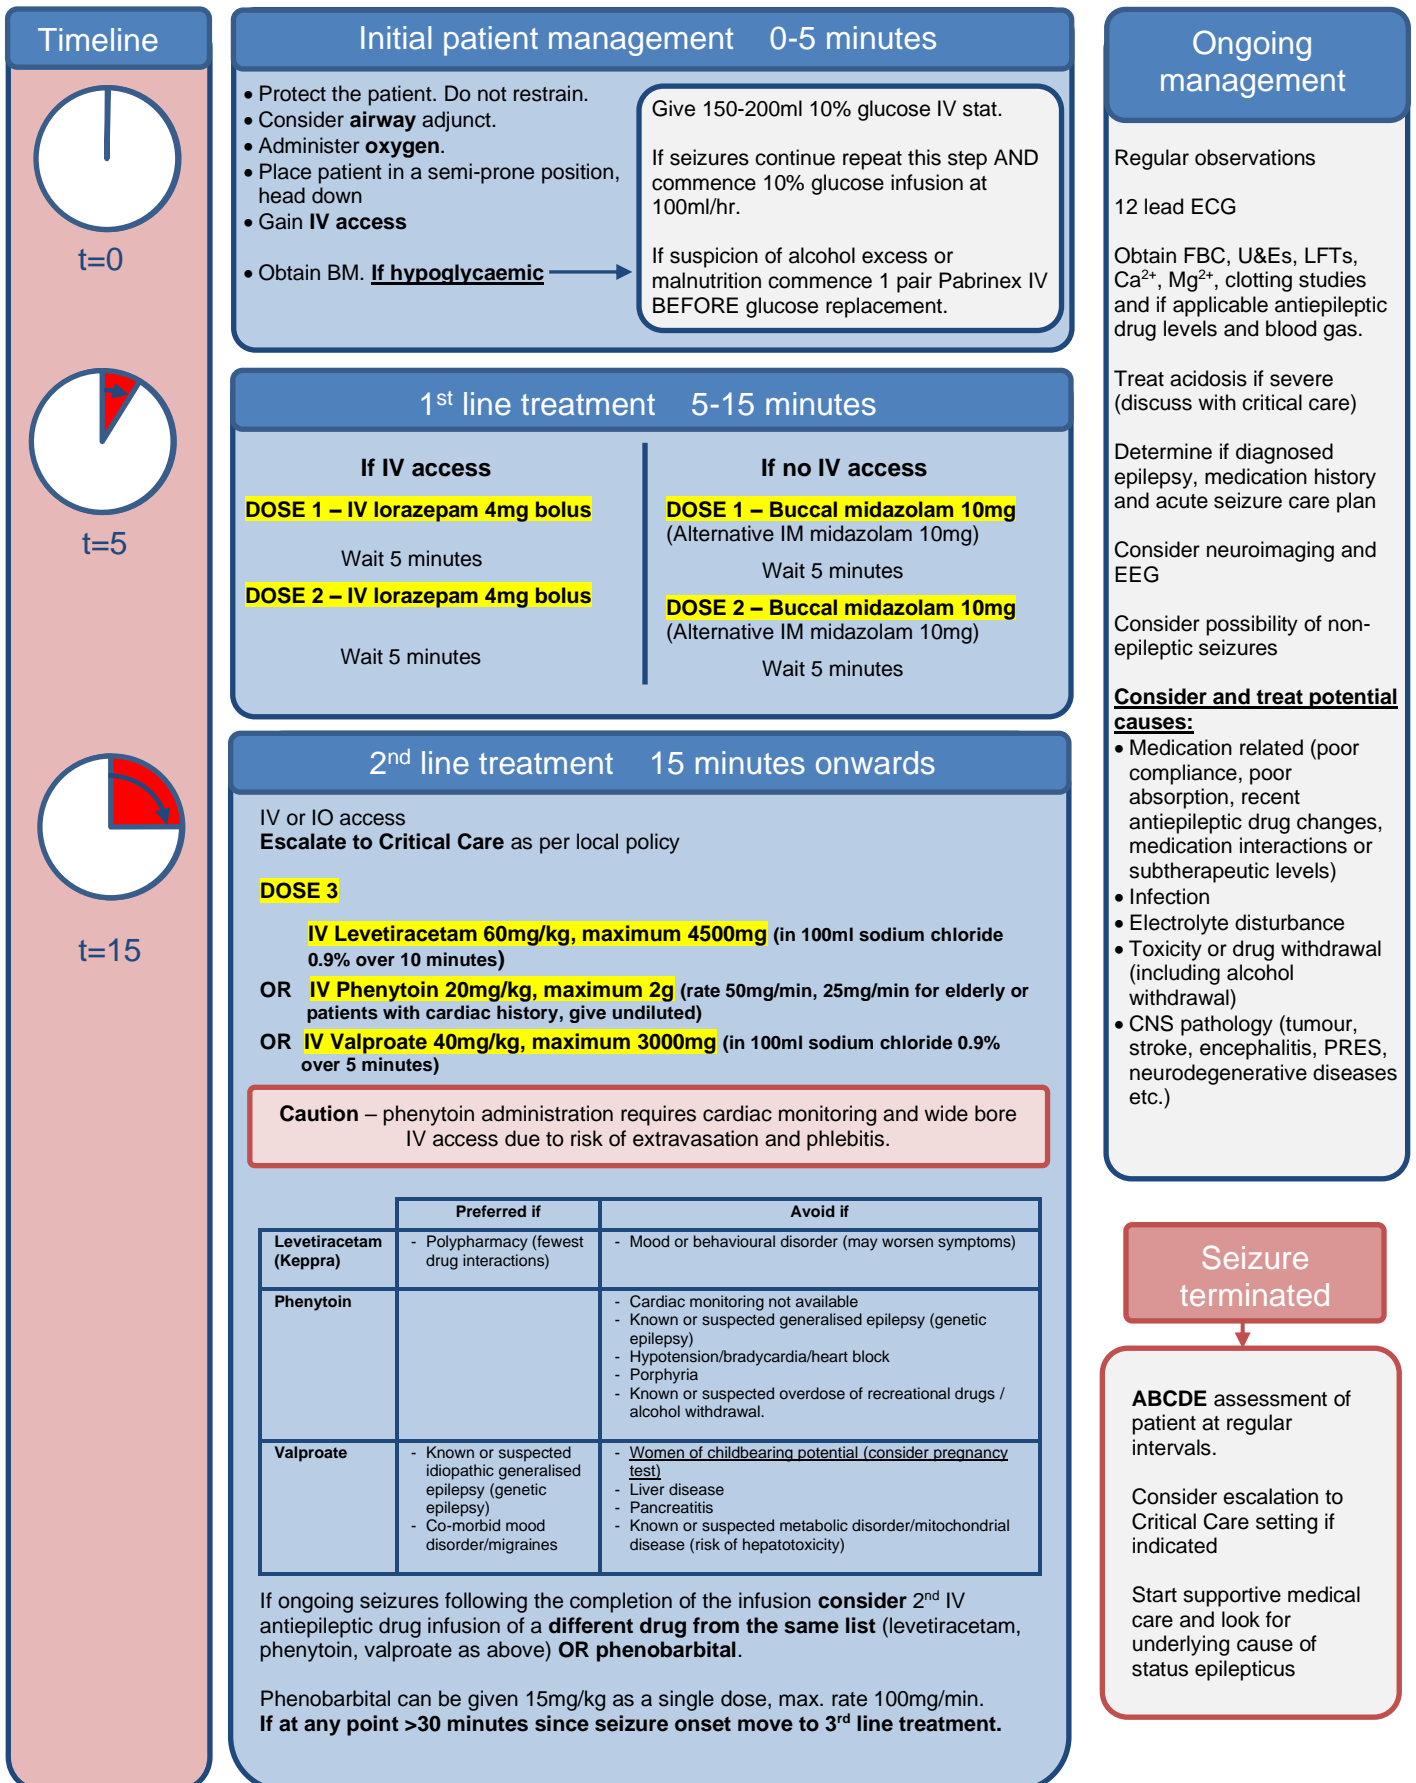 Timeline
t=0
t=5
t=15
Initial patient management 0-5 minutes
• Protect the patient. Do not restrain.
• Consider airway adjunct.
• Administer oxygen.
• Place patient in a semi-prone position,
head down
• Gain IV access
• Obtain BM. If hypoglycaemic
Give 150-200ml 10% glucose IV stat.
If seizures continue repeat this step AND
commence 10% glucose infusion at
100ml/hr.
If suspicion of alcohol excess or
malnutrition commence 1 pair Pabrinex IV
BEFORE glucose replacement.
1st line treatment 5-15 minutes
If IV access
DOSE 1 – IV lorazepam 4mg bolus
Wait 5 minutes
DOSE 2 – IV lorazepam 4mg bolus
Wait 5 minutes
If no IV access
DOSE 1 – Buccal midazolam 10mg
(Alternative IM midazolam 10mg)
Wait 5 minutes
DOSE 2 – Buccal midazolam 10mg
(Alternative IM midazolam 10mg)
Wait 5 minutes
2nd line treatment 15 minutes onwards
IV or IO access
Escalate to Critical Care as per local policy
DOSE 3
IV Levetiracetam 60mg/kg, maximum 4500mg (in 100ml sodium chloride
0.9% over 10 minutes)
OR IV Phenytoin 20mg/kg, maximum 2g (rate 50mg/min, 25mg/min for elderly or
patients with cardiac history, give undiluted)
OR IV Valproate 40mg/kg, maximum 3000mg (in 100ml sodium chloride 0.9%
over 5 minutes)
Caution – phenytoin administration requires cardiac monitoring and wide bore
IV access due to risk of extravasation and phlebitis.
Preferred if
Avoid if
Levetiracetam
(Keppra)
- Polypharmacy (fewest
drug interactions)
- Mood or behavioural disorder (may worsen symptoms)
Phenytoin
- Cardiac monitoring not available
- Known or suspected generalised epilepsy (genetic
epilepsy)
- Hypotension/bradycardia/heart block
- Porphyria
- Known or suspected overdose of recreational drugs /
alcohol withdrawal.
Valproate
- Known or suspected
idiopathic generalised
epilepsy (genetic
epilepsy)
- Co-morbid mood
disorder/migraines
- Women of childbearing potential (consider pregnancy
test)
- Liver disease
- Pancreatitis
- Known or suspected metabolic disorder/mitochondrial
disease (risk of hepatotoxicity)
If ongoing seizures following the completion of the infusion consider 2nd IV
antiepileptic drug infusion of a different drug from the same list (levetiracetam,
phenytoin, valproate as above) OR phenobarbital.
Phenobarbital can be given 15mg/kg as a single dose, max. rate 100mg/min.
If at any point >30 minutes since seizure onset move to 3rd line treatment.
Ongoing
management
Regular observations
12 lead ECG
Obtain FBC, U&Es, LFTs,
Ca2+, Mg2+, clotting studies
and if applicable antiepileptic
drug levels and blood gas.
Treat acidosis if severe
(discuss with critical care)
Determine if diagnosed
epilepsy, medication history
and acute seizure care plan
Consider neuroimaging and
EEG
Consider possibility of non-
epileptic seizures
Consider and treat potential
causes:
• Medication related (poor
compliance, poor
absorption, recent
antiepileptic drug changes,
medication interactions or
subtherapeutic levels)
• Infection
• Electrolyte disturbance
• Toxicity or drug withdrawal
(including alcohol
withdrawal)
• CNS pathology (tumour,
stroke, encephalitis, PRES,
neurodegenerative diseases
etc.)
Seizure
terminated
ABCDE assessment of
patient at regular
intervals.
Consider escalation to
Critical Care setting if
indicated
Start supportive medical
care and look for
underlying cause of
status epilepticus